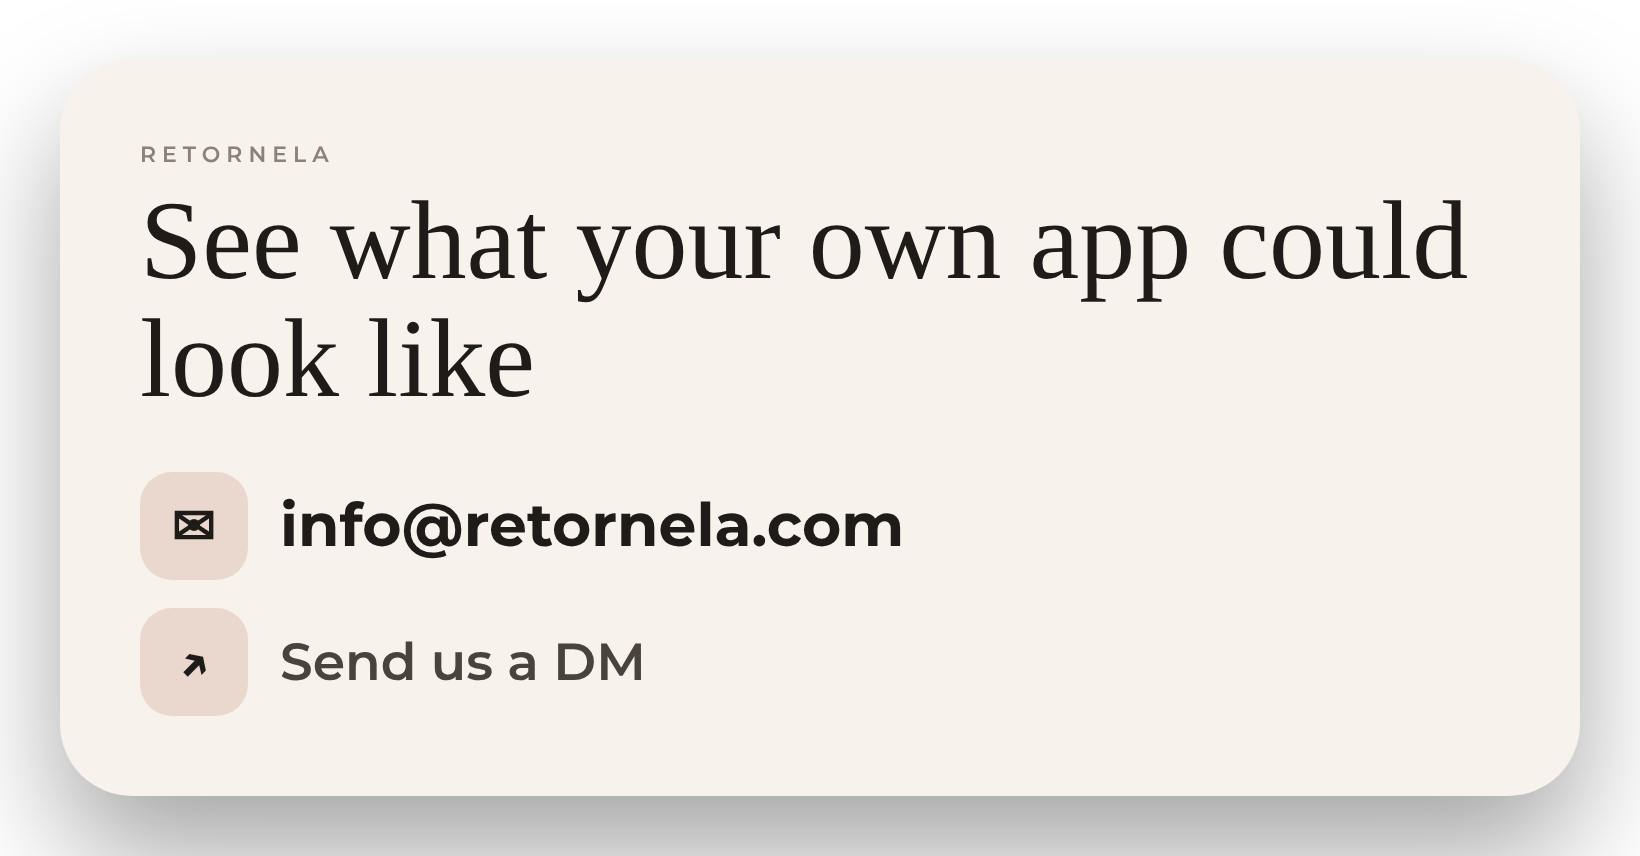 RETORNELA
See what your own app could
look like
info@retornela.com
Send us a DM